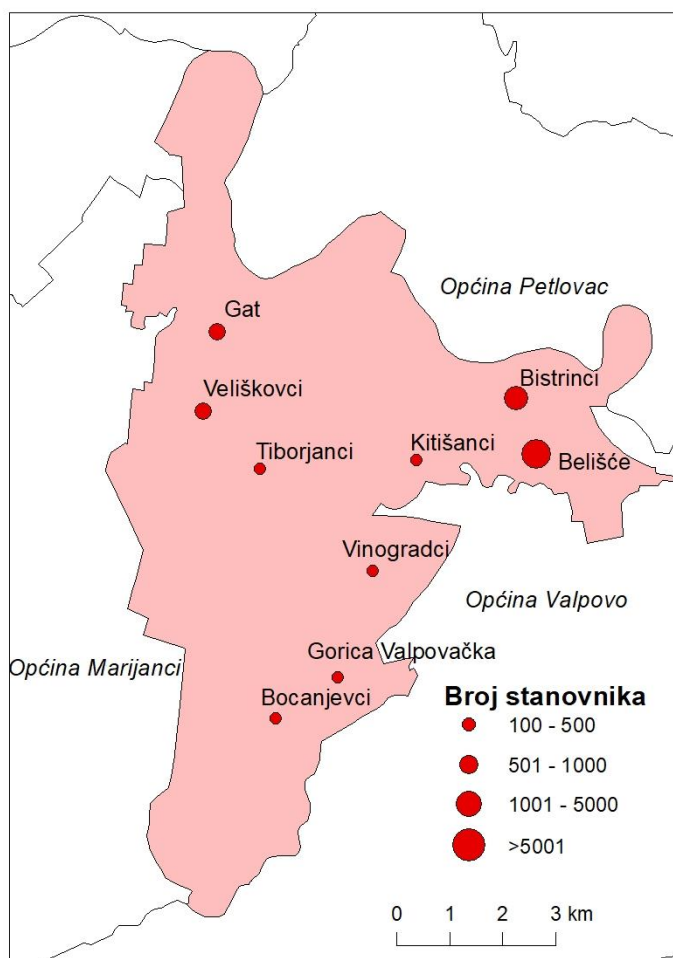 Općina Petlovac
Gat
Bistrinci
Veliškovci
Tiborjanci
Kitišanci
Belišće
Vinogradci
Općina Valpovo
Općina Marijanci
Gorica Valpovačka
Bocanjevci
Broj stanovnika
100 - 500
501 - 1000
1001 - 5000
>5001
0 1 2 3 km